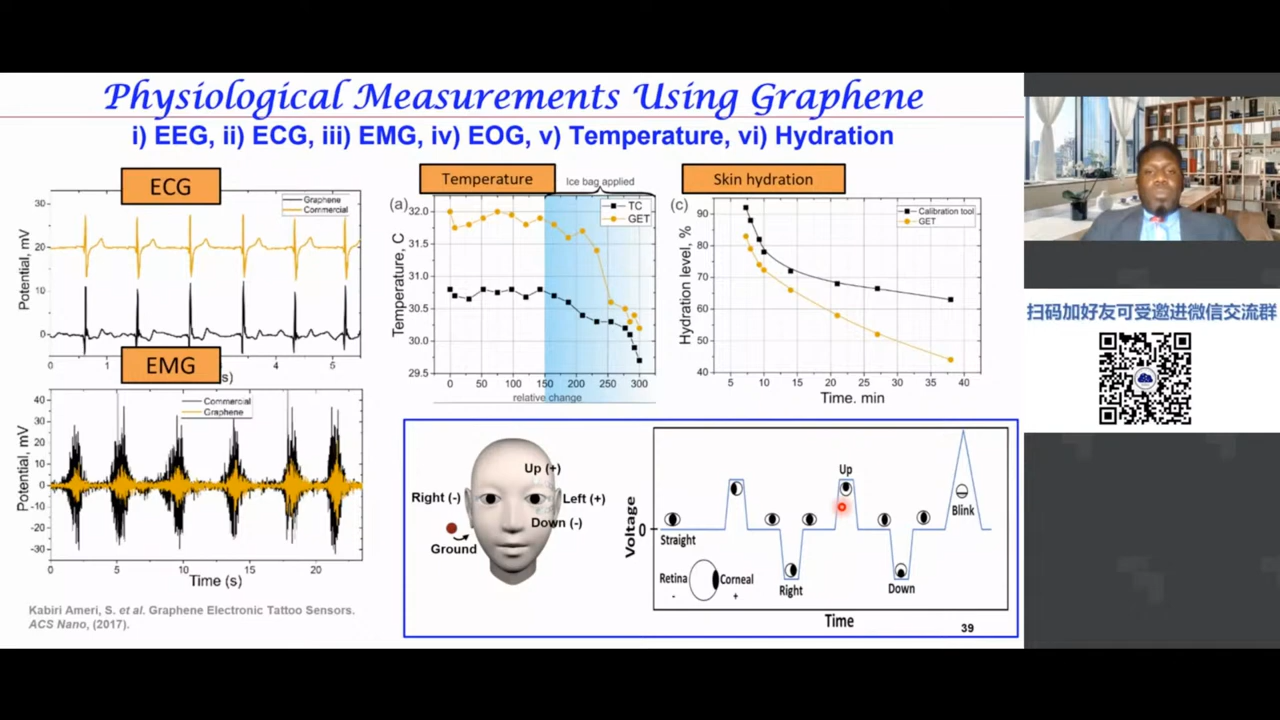 Physiological Measurements Using Graphene
i) EEG, ii) ECG, iii) EMG, iv) EOG, v) Temperature, vi) Hydration
ECG
Graphene
Commercial
Potential, mV
30
20
10
0
0
1
4
5
s)
EMG
Commercial
Graphene
Potential, mV
40
30
20
10
0
-10
-20
-30
0
5
10
15
20
Time (s)
Kabiri Ameri, S. et al. Graphene Electronic Tattoo Sensors.
ACS Nano, (2017).
Temperature
Ice bag applied
(a)
TC
GET
Temperature, C
32.0
31.5
31.0
30.5
30.0
29.5
0
50
100
150
200
250
300
relative change
Skin hydration
(c)
Calibration tool
GET
Hydration level, %
90
80
70
60
50
40
5
10
15
20
25
30
35
40
Time. min
Up (+)
Right (-)
Left (+)
Down (-)
Ground
Voltage
0
Straight
Up
Blink
Retina
-
Corneal
+
Right
Down
Time
39
扫码加好友可受邀进微信交流群